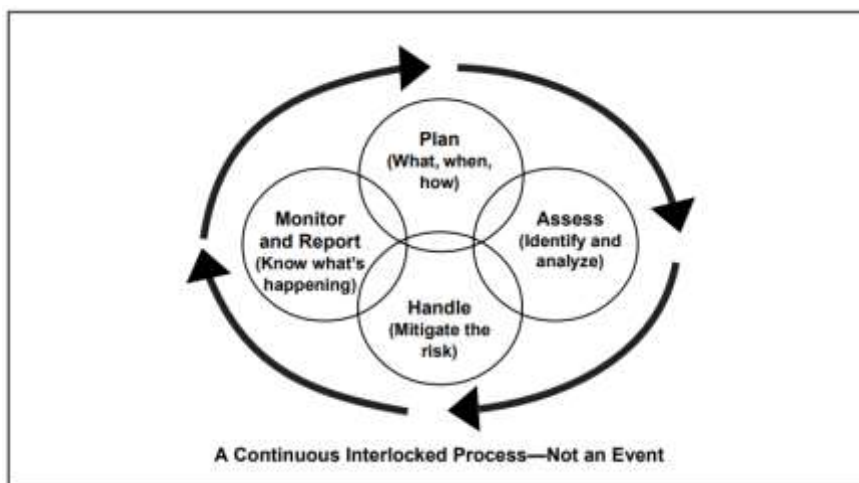 Plan
(What, when,
how)
Monitor
and Report
(Know what's
happening)
Assess
(Identify and
analyze)
Handle
(Mitigate the
risk)
A Continuous Interlocked Process—Not an Event